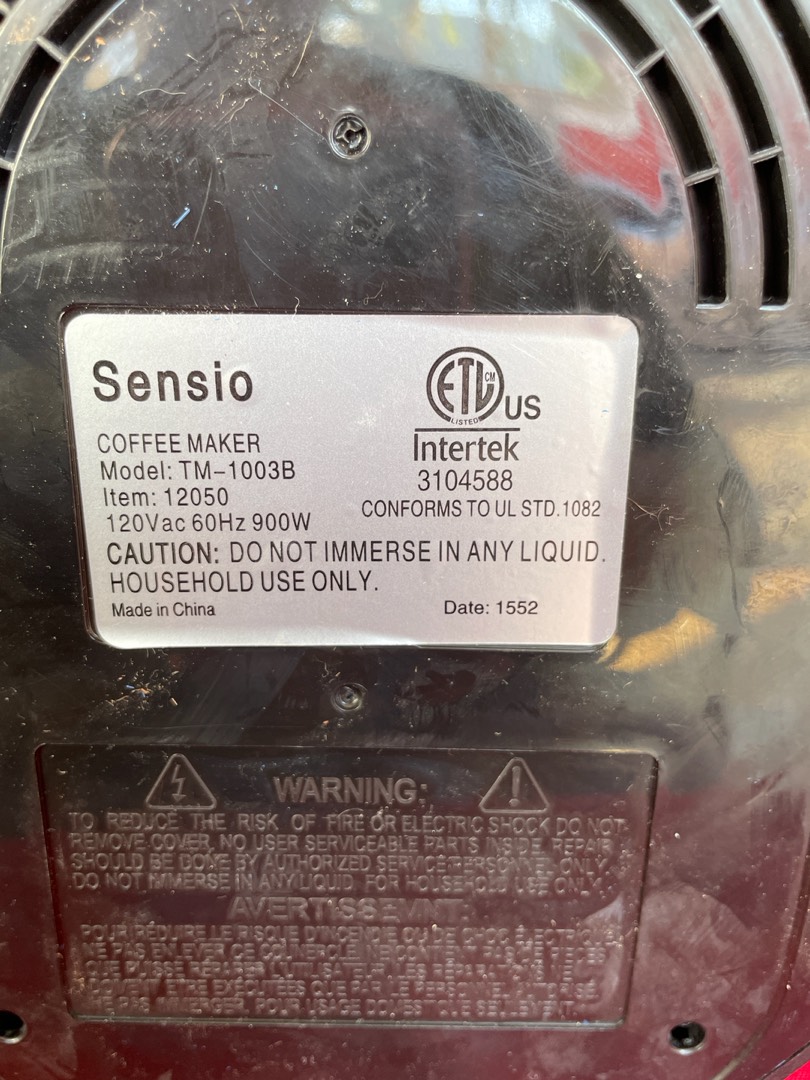 Sensio
ETL CM
LISTED
US
Intertek
3104588
CONFORMS TO UL STD.1082
COFFEE MAKER
Model: TM-1003B
Item: 12050
120Vac 60Hz 900W
CAUTION: DO NOT IMMERSE IN ANY LIQUID.
HOUSEHOLD USE ONLY.
Made in China
Date: 1552
WARNING:
TO REDUCE THE RISK OF FIRE OR ELECTRIC SHOCK DO NOT
REMOVE COVER. NO USER SERVICEABLE PARTS INSIDE. REPAIR
SHOULD BE DONE BY AUTHORIZED SERVICE PERSONNEL ONLY.
DO NOT IMMERSE IN ANY LIQUID. FOR HOUSEHOLD USE ONLY.
POUR RÉDUIRE LE RISQUE D'INCENDIE OU DE CHOC ÉLECTRIQUE